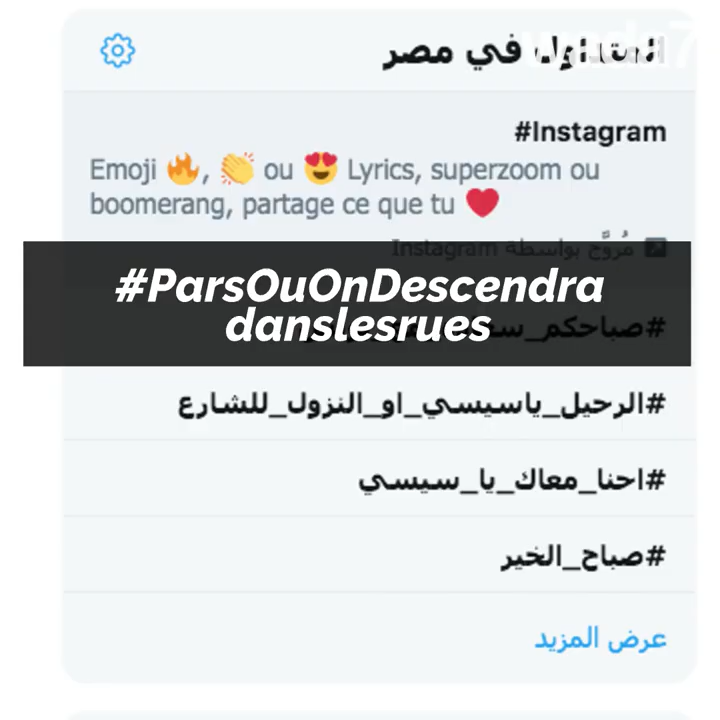 المتداول في مصر
#Instagram
Emoji 🔥, 👏 ou 😍 Lyrics, superzoom ou
boomerang, partage ce que tu ❤️
مُروَّج بواسطة Instagram
#ParsOuOnDescendra
danslesrues
#الرحيل_ياسيسي_او_النزول_للشارع
#احنا_معاك_يا_سيسي
#صباح_الخير
عرض المزيد